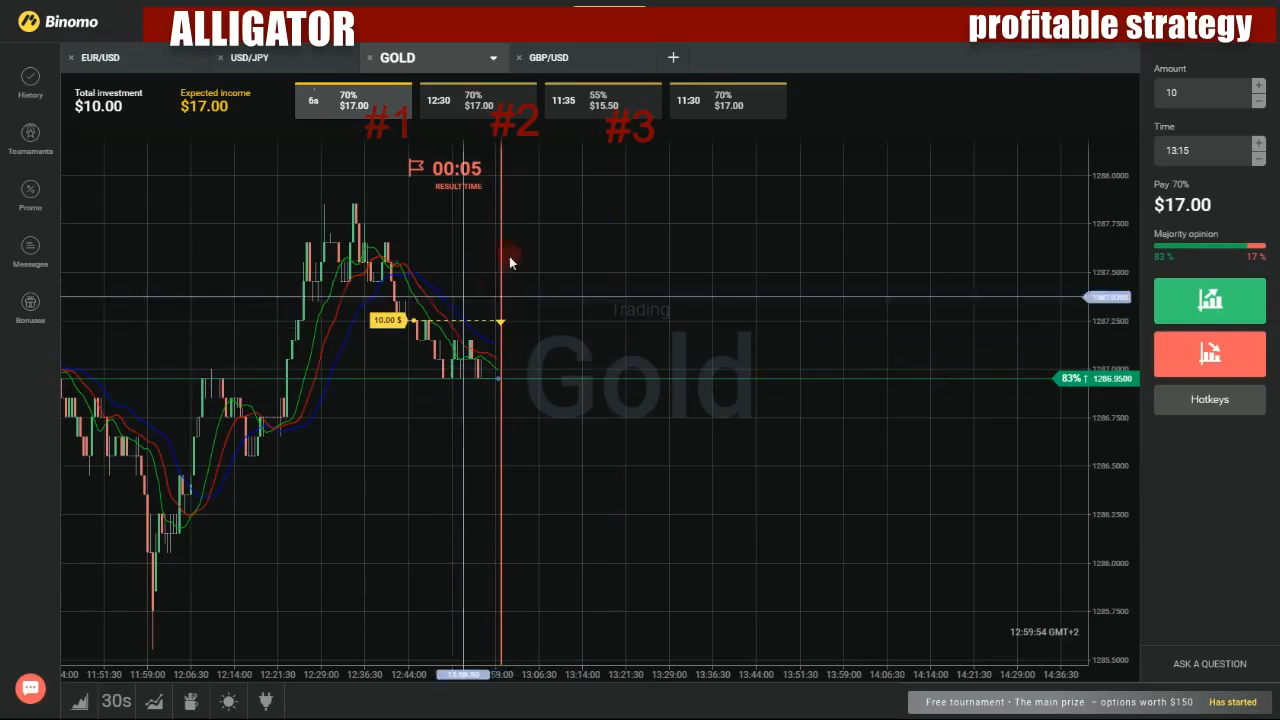 Binomo
ALLIGATOR
profitable strategy
× EUR/USD
× USD/JPY
× GOLD
× GBP/USD
+
Total investment
$10.00
Expected income
$17.00
6s 70% $17.00
12:30 70% $17.00
11:35 55% $15.50
11:30 70% $17.00
#1
#2
#3
History
Tournaments
Promo
Messages
Bonuses
00:05
RESULT TIME
10.00 $
Trading
Gold
1288.0000
1287.7500
1287.5000
1287.2500
1287.0000
83% ↑ 1286.9500
1286.7500
1286.5000
1286.2500
1286.0000
1285.7500
1285.5000
12:59:54 GMT+2
4:00 11:51:30 11:59:00 12:06:30 12:14:00 12:21:30 12:29:00 12:36:30 12:44:00 :59:00 13:06:30 13:14:00 13:21:30 13:29:00 13:36:30 13:44:00 13:51:30 13:59:00 14:06:30 14:14:00 14:21:30 14:29:00 14:36:30
30s
Amount
10
+
−
Time
13:15
+
−
Pay 70%
$17.00
Majority opinion
83 % 17 %
Hotkeys
ASK A QUESTION
Free tournament • The main prize – options worth $150 Has started